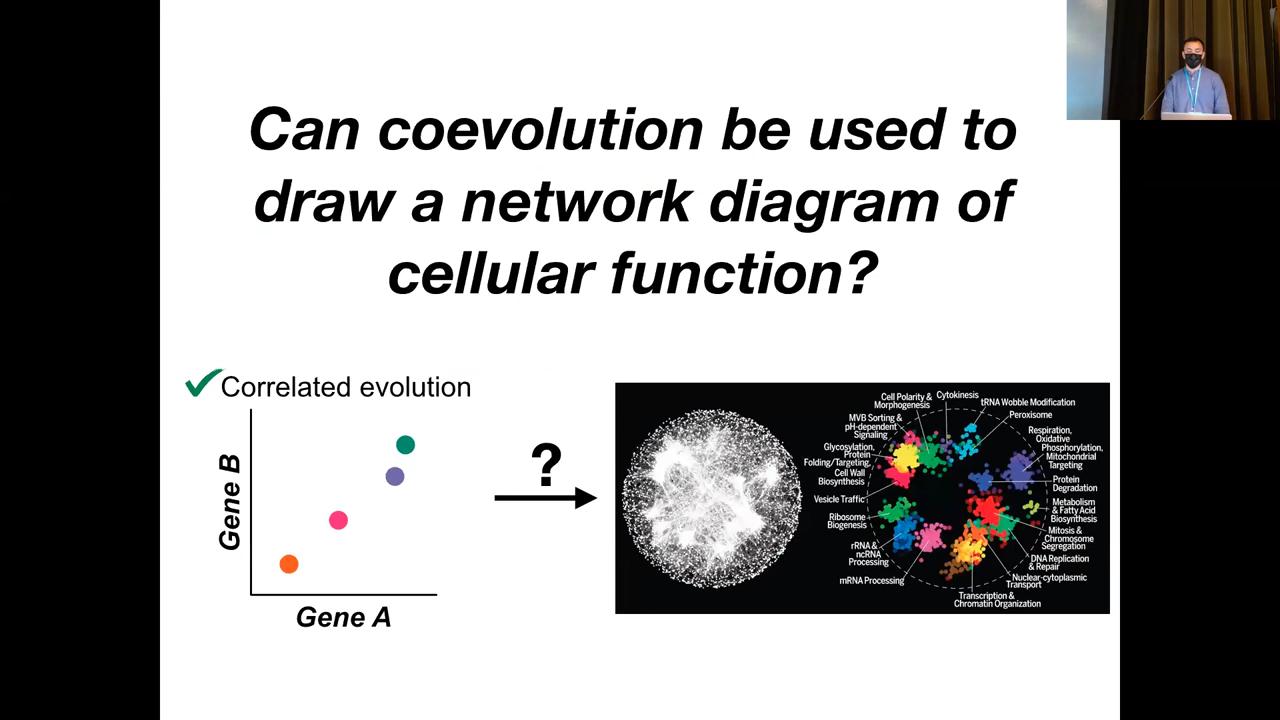 Can coevolution be used to
draw a network diagram of
cellular function?
Correlated evolution
Gene B
Gene A
?
Cell Polarity &
Morphogenesis
Cytokinesis
tRNA Wobble Modification
Peroxisome
MVB Sorting &
pH-dependent
Signaling
Respiration,
Oxidative
Phosphorylation,
Mitochondrial
Targeting
Glycosylation,
Protein
Folding/Targeting,
Cell Wall
Biosynthesis
Protein
Degradation
Vesicle Traffic
Metabolism
& Fatty Acid
Biosynthesis
Ribosome
Biogenesis
Mitosis &
Chromosome
Segregation
rRNA &
ncRNA
Processing
DNA Replication
& Repair
mRNA Processing
Nuclear-cytoplasmic
Transport
Transcription &
Chromatin Organization